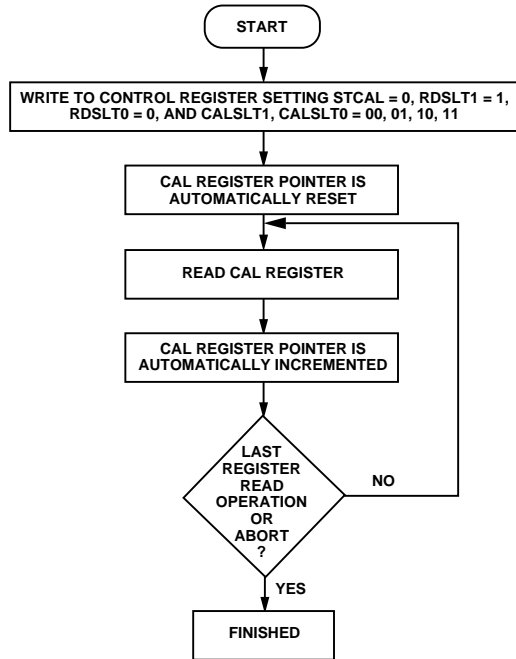 START
WRITE TO CONTROL REGISTER SETTING STCAL = 0, RDSLT1 = 1,
RDSLT0 = 0, AND CALSLT1, CALSLT0 = 00, 01, 10, 11
CAL REGISTER POINTER IS
AUTOMATICALLY RESET
READ CAL REGISTER
CAL REGISTER POINTER IS
AUTOMATICALLY INCREMENTED
LAST
REGISTER
READ
OPERATION
OR
ABORT
?
NO
YES
FINISHED